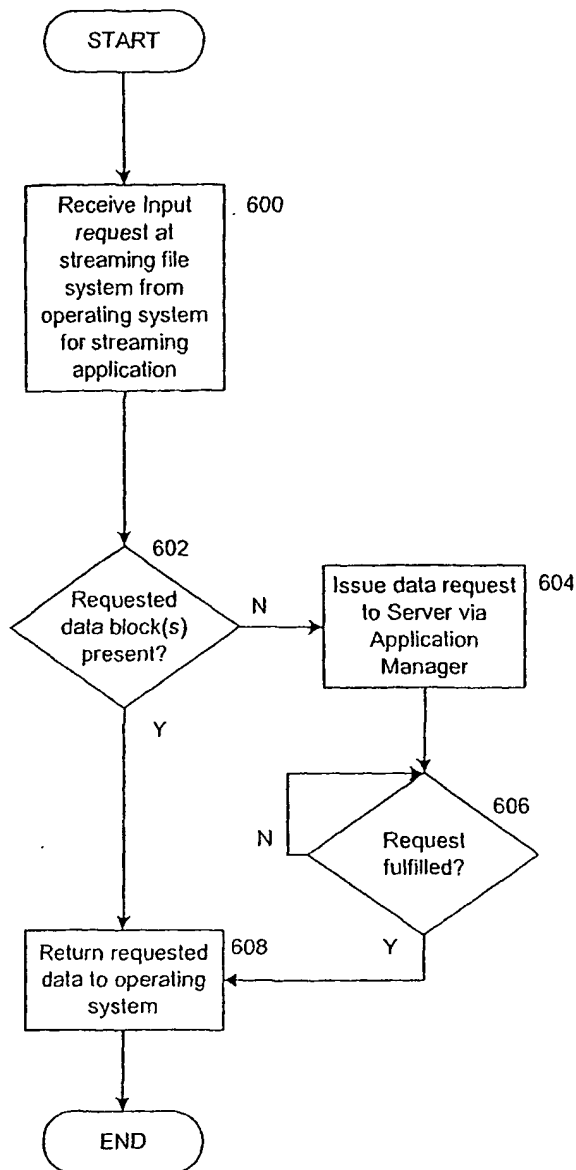 START
Receive Input
request at
streaming file
system from
operating system
for streaming
application
600
602
Requested
data block(s)
present?
N
Y
Issue data request
to Server via
Application
Manager
604
606
Request
fulfilled?
N
Y
Return requested
data to operating
system
608
END